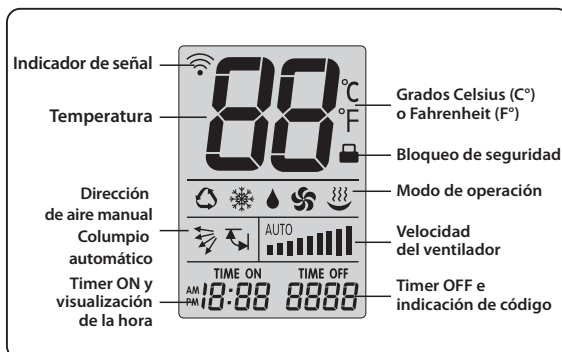 Indicador de señal
Temperatura
Dirección
de aire manual
Columpio
automático
Timer ON y
visualización
de la hora
88
°C
°F
AUTO
TIME ON
TIME OFF
AM
PM
18:88
8888
Grados Celsius (C°)
o Fahrenheit (F°)
Bloqueo de seguridad
Modo de operación
Velocidad
del ventilador
Timer OFF e
indicación de código